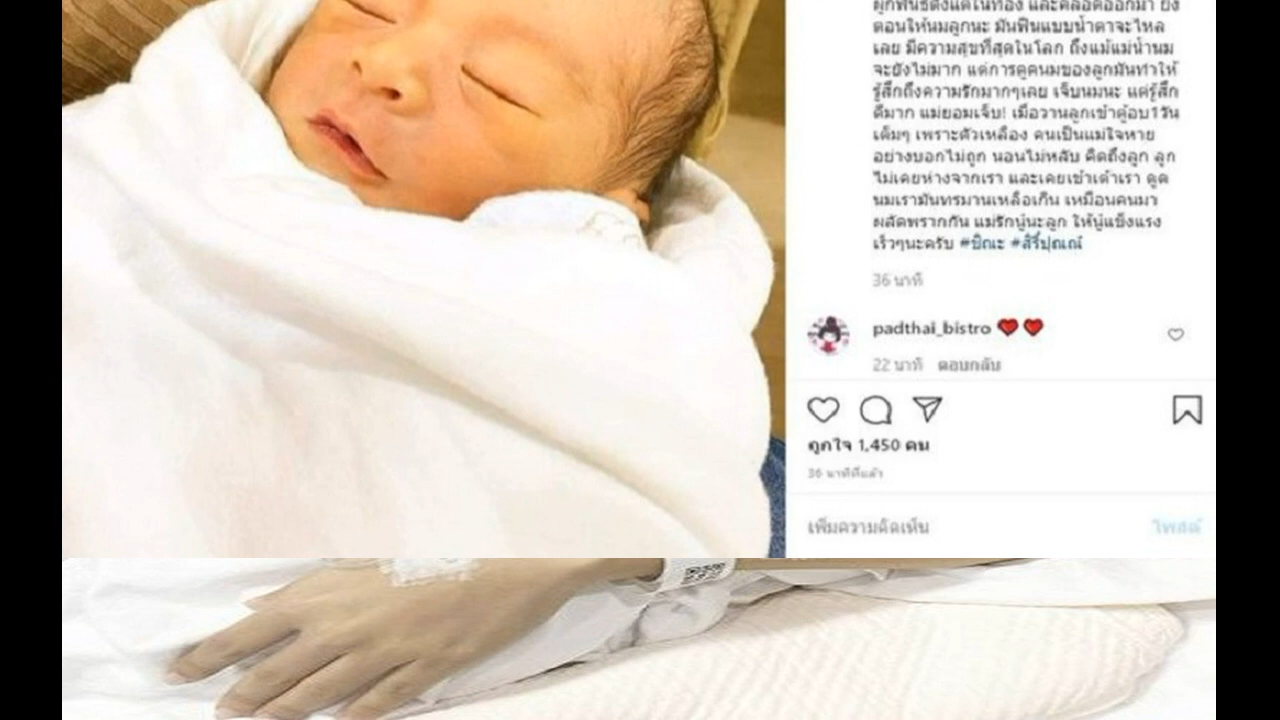 ผูกพันธ์ตั้งแต่ในท้อง และคลอดออกมา ยิ่ง
ตอนให้นมลูกนะ มันฟินแบบน้ำตาจะไหล
เลย มีความสุขที่สุดในโลก ถึงแม้แม่น้ำนม
จะยังไม่มาก แต่การดูดนมของลูกมันทำให้
รู้สึกถึงความรักมากๆเลย เจ็บนมนะ แต่รู้สึก
ดีมาก แม่ยอมเจ็บ! เมื่อวานลูกเข้าตู้อบ1วัน
เต็มๆ เพราะตัวเหลือง คนเป็นแม่ใจหาย
อย่างบอกไม่ถูก นอนไม่หลับ คิดถึงลูก ลูก
ไม่เคยห่างจากเรา และเคยเข้าเต้าเรา ดูด
นมเรามันทรมานเหลือเกิน เหมือนคนมา
ผลัดพรากกัน แม่รักนู๋นะลูก ให้นู๋แข็งแรง
เร็วๆนะครับ #ชิณะ #สิริ์ปุณณ์
36 นาที
padthai_bistro ❤️❤️
22 นาที ตอบกลับ
ถูกใจ 1,450 คน
36 นาทีที่แล้ว
เพิ่มความคิดเห็น โพสต์